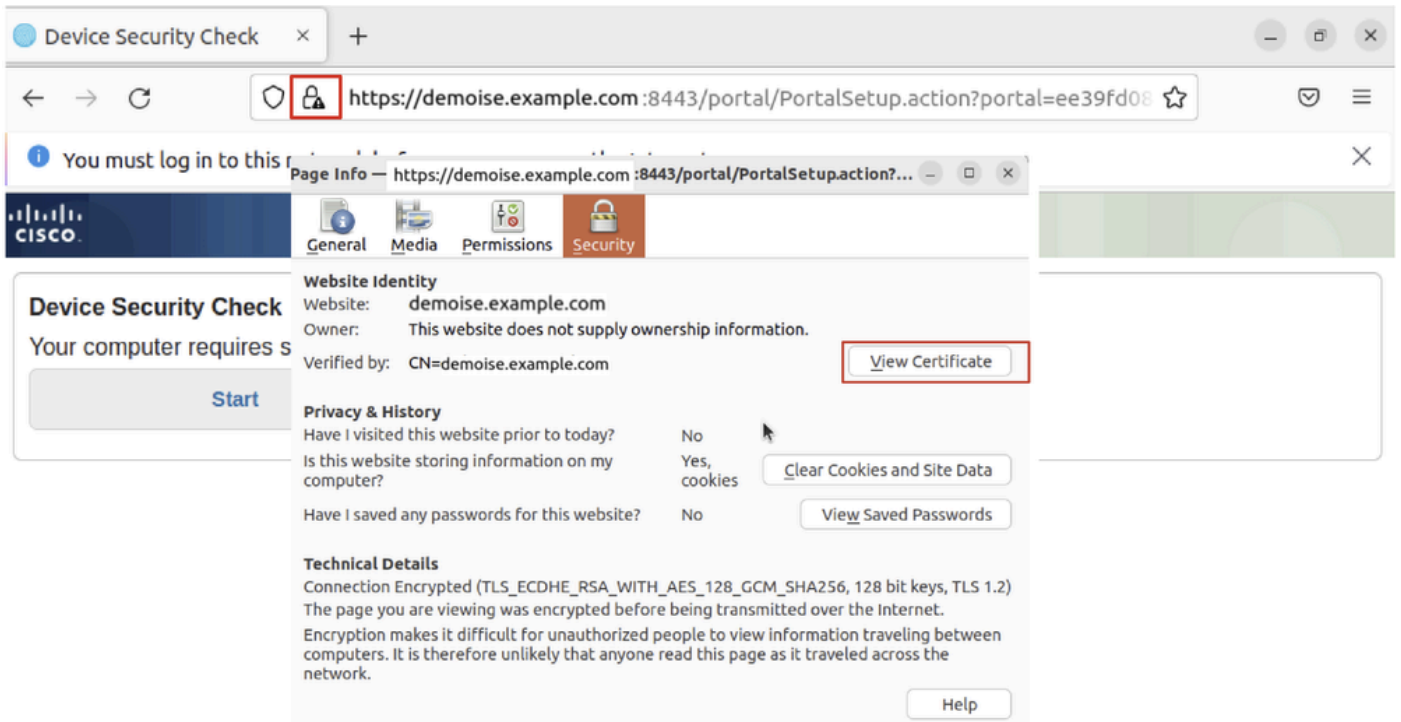 Device Security Check
https://demoise.example.com:8443/portal/PortalSetup.action?portal=ee39fd08
You must log in to this
Page Info — https://demoise.example.com:8443/portal/PortalSetup.action?...
CISCO
General Media Permissions Security
Device Security Check
Your computer requires s
Start
Website Identity
Website: demoise.example.com
Owner: This website does not supply ownership information.
Verified by: CN=demoise.example.com
View Certificate
Privacy & History
Have I visited this website prior to today? No
Is this website storing information on my
computer?
Yes,
cookies
Clear Cookies and Site Data
Have I saved any passwords for this website? No
View Saved Passwords
Technical Details
Connection Encrypted (TLS_ECDHE_RSA_WITH_AES_128_GCM_SHA256, 128 bit keys, TLS 1.2)
The page you are viewing was encrypted before being transmitted over the Internet.
Encryption makes it difficult for unauthorized people to view information traveling between
computers. It is therefore unlikely that anyone read this page as it traveled across the
network.
Help